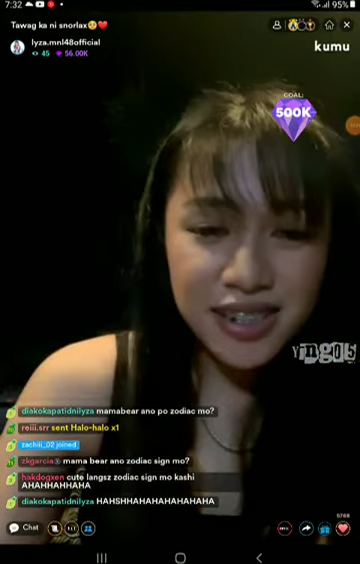 7:32
95%
Tawag ka ni snorlax🥺❤️
lyza.mnl48official
45 56.00K
kumu
GOAL:
500K
diakokapatidnilyza mamabear ano po zodiac mo?
reiii.srr sent Halo-halo x1
zachiii_02 joined
zkgarcia mama bear ano zodiac sign mo?
hakdogxen cute langsz zodiac sign mo kashi
AHAHHAHHAHA
diakokapatidnilyza HAHSHHAHAHAHAHAHAHA
5768
Chat